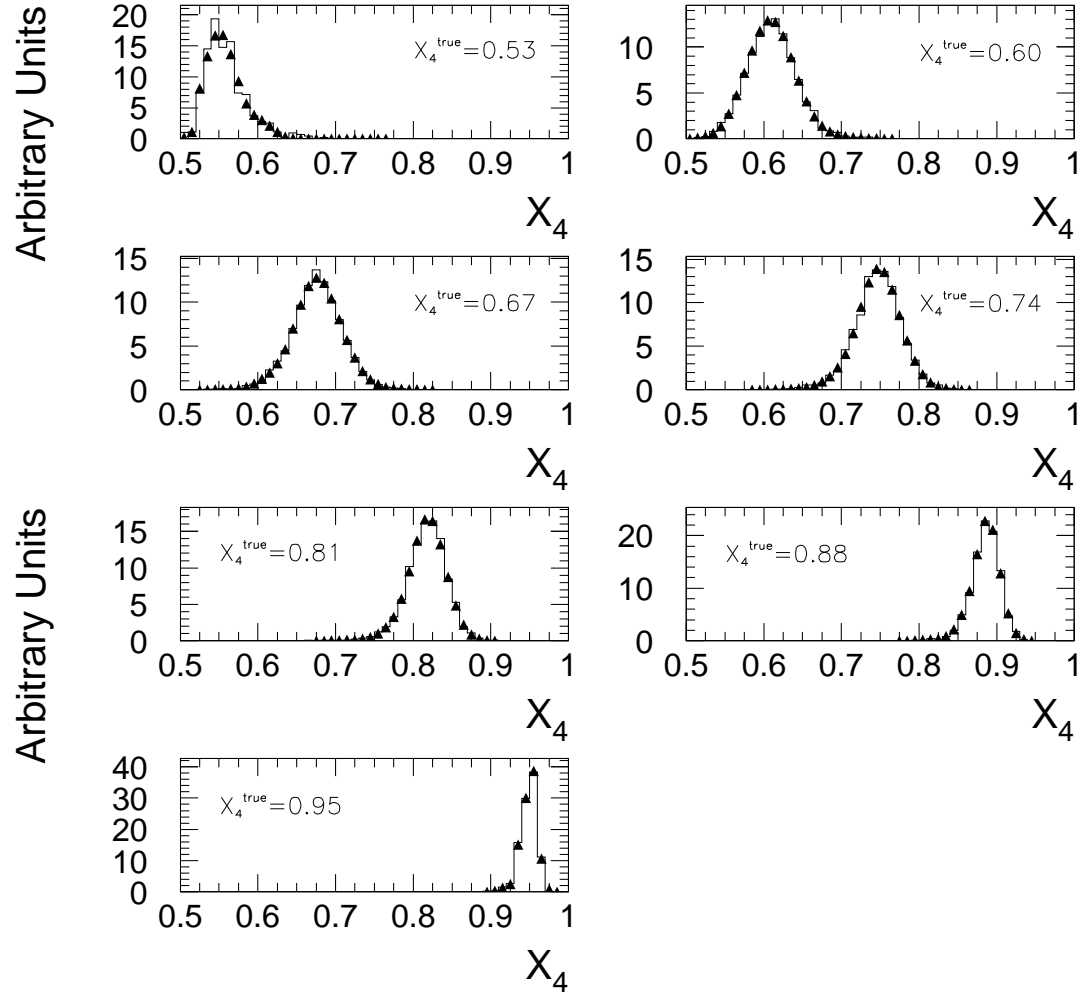 Arbitrary Units
20
15
10
5
0
X₄ᵗʳᵘᵉ=0.53
0.5 0.6 0.7 0.8 0.9 1
X₄
10
5
0
X₄ᵗʳᵘᵉ=0.60
0.5 0.6 0.7 0.8 0.9 1
X₄
15
10
5
0
X₄ᵗʳᵘᵉ=0.67
0.5 0.6 0.7 0.8 0.9 1
X₄
15
10
5
0
X₄ᵗʳᵘᵉ=0.74
0.5 0.6 0.7 0.8 0.9 1
X₄
Arbitrary Units
15
10
5
0
X₄ᵗʳᵘᵉ=0.81
0.5 0.6 0.7 0.8 0.9 1
X₄
20
10
0
X₄ᵗʳᵘᵉ=0.88
0.5 0.6 0.7 0.8 0.9 1
X₄
40
30
20
10
0
X₄ᵗʳᵘᵉ=0.95
0.5 0.6 0.7 0.8 0.9 1
X₄